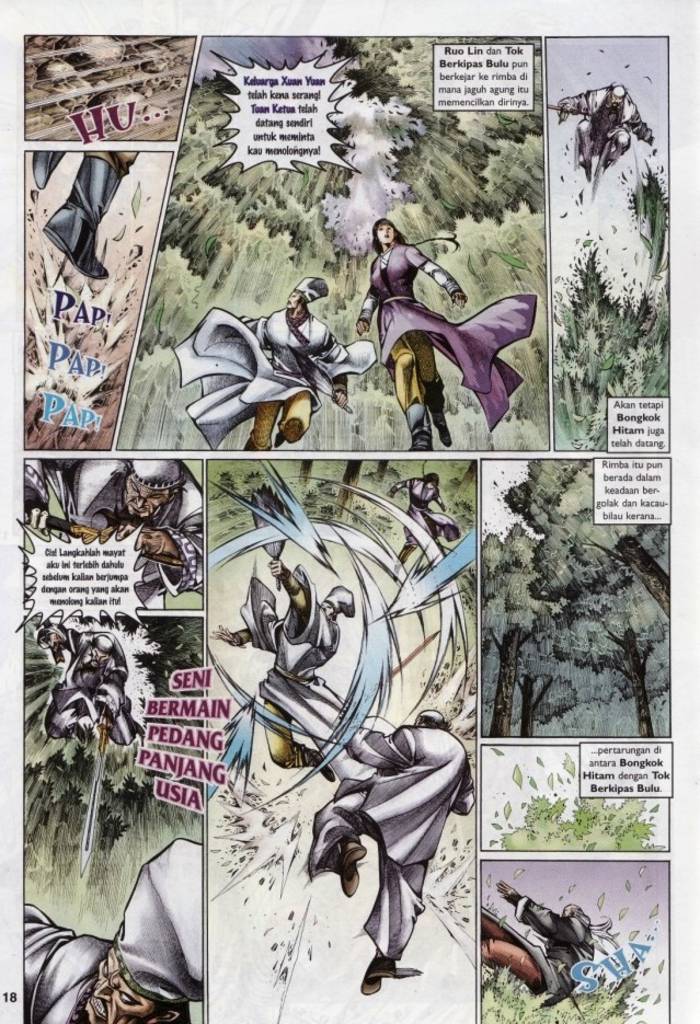 HU...
PAP!
PAP!
PAP!
Keluarga Xuan Yuan
telah kena serang!
Tuan Ketua telah
datang sendiri
untuk meminta
kau menolongnya!
Ruo Lin dan Tok
Berkipas Bulu pun
berkejar ke rimba di
mana jaguh agung itu
memencilkan dirinya.
Akan tetapi
Bongkok
Hitam juga
telah datang.
Cis! Langkahlah mayat
aku ini terlebih dahulu
sebelum kalian berjumpa
dengan orang yang akan
menolong kalian itu!
SENI
BERMAIN
PEDANG
PANJANG
USIA
Rimba itu pun
berada dalam
keadaan ber-
golak dan kacau-
bilau kerana...
...pertarungan di
antara Bongkok
Hitam dengan Tok
Berkipas Bulu.
SHA...
18